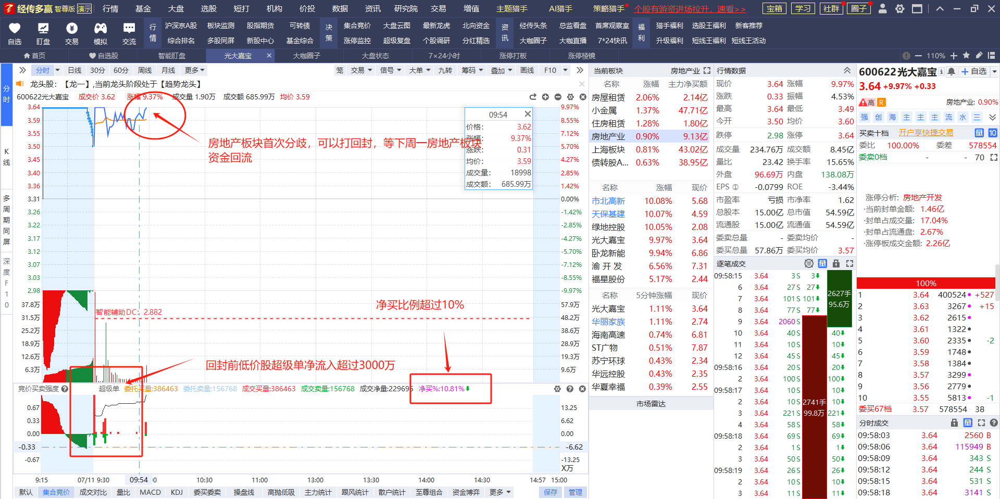 经传多赢 智尊版 演示 行情 基金 大盘 选股 短打 机构 价投 数据 资讯 研究院 交易 增值 主题猎手 AI猎手 策略猎手 个股有游资进场拉升，速看>> 宝箱 学习 社群 圈子
行情 沪深京A股 板块监测 股指期货 可转债 决策 集合竞价 大盘云图 最新龙虎 北向资金 资讯 经传头条 总监看盘 首席观察室 福利 猎手福利 选股王福利 新客推荐
自选 盯盘 交易 模拟 交流 综合排名 多股同屏 新股中心 基金综合 涨停监控 超级复盘 个股调研 分红精选 大咖圈子 大咖直播 7*24快讯 升级福利 短线王福利 短线王活动
首页 自选股 智能盯盘 光大嘉宝 大咖圈子 大盘状态 7×24小时 涨停打板 涨停棱镜 110%
分时
K线
多周期同屏
深度F10
分时 日线 30分 60分 周线 月线 更多 笼 交易 信号 大单 九转 筹码 叠加 画线 F10
龙头股：【龙一】,当前龙头阶段处于【趋势龙头】
600622光大嘉宝 成交价 3.62 涨幅 9.37% 成交量 1.90万 成交额 685.99万 均价 3.59
3.64 9.97%
3.59 8.55%
3.55 7.12%
3.50 5.70%
3.45 4.27%
3.40 2.85%
3.36 1.42%
3.31 0.00%
3.26 -1.42%
3.22 -2.85%
3.17 -4.27%
3.12 -5.70%
3.07 -7.12%
3.03 -8.55%
2.98 -9.97%
37.8万 57.9万
31.5万 48.2万
25.2万 38.6万
18.9万 28.9万
12.6万 19.3万
6.3万 9.6万
09:54
价格： 3.62
涨幅： 9.37%
涨跌： 0.31
均价： 3.59
成交量： 18998
成交额： 685.99万
房地产板块首次分歧，可以打回封，等下周一房地产板块
资金回流
智能辅助DC：2.882
净买比例超过10%
回封前低价股超级单净流入超过3000万
竞价买卖强度 超级单 委托买量:386463 委托卖量:156768 成交买量:386463 成交卖量:156768 成交净量:229695 净买%:10.81%
0.67 13.25
0.33 6.62
0.00 0.00
-0.33 -6.62
-0.67 -13.25
X万
9:15 07/11 9:30 09:54 00 10:30 11:00 13:00 13:30 14:00 14:30 14:57 15:00
默认 集合竞价 成交对比 量比 MACD KDJ 委买委卖 操盘线 高抛低吸 主力统计 跟风统计 散户统计 至尊组合 资金博弈 更多 保存 管理
当前板块 房地产业
名称 涨幅 主力净买额
房屋租赁 2.06% 2.14亿
小金属 1.37% 47.71亿
住房租赁 1.28% 1.80亿
房地产业 0.90% 9.13亿
上海板块 0.81% 43.02亿
债转股A... 0.63% 38.95亿
名称 涨幅 现价
市北高新 10.08% 5.68
天保基建 10.07% 4.59
绿地控股 10.05% 2.08
光大嘉宝 9.97% 3.64
卧龙新能 9.94% 6.86
渝 开 发 6.56% 7.31
福星股份 5.17% 2.44
名称 5分钟涨幅 现价
光大嘉宝 1.11% 3.64
华丽家族 1.11% 2.74
海南高速 0.74% 6.81
ST广物 0.51% 7.87
苏宁环球 0.43% 2.34
华远控股 0.43% 2.35
华夏幸福 0.39% 2.55
市场雷达
行情数据
现价 3.64 涨幅 9.97%
涨跌 0.33 振幅 4.53%
最高 3.64 最低 3.49
今开 3.50 均价 3.60
跌停 2.98 涨停 3.64
成交量 234.76万 成交额 8.45亿
量比 23.42 换手率 15.65%
外盘 96.69万 内盘 138.08万
EPS ① -0.0799 ROE -3.44%
市盈率 亏损 市净率 1.62
总股本 15.00亿 总市值 54.59亿
流通股 15.00亿 流通值 54.59亿
委卖总量 - 委卖均价 -
委买总量 57.86万 委买均价 3.57
逐笔成交 单 量
09:58:15 3.64 3 S 3
6 3.64 27 S 27
7 3.64 101 S 101
8 3.64 77 S 77
9 3.64 2060 S
10 3.64 40 S 40
11 3.64 10 S 10
12 3.64 45 S 45
09:58:16 3.64 20 S 20
2 3.64 100 S 100
09:58:17 3.64 10 S 10
2 3.64 10 S 10
3 3.64 221 S 221
4 3.64 58 S 58
09:58:18 3.64 69 S 69
2 3.64 1 S 1
3 3.64 50 S 50
09:58:19 3.64 26 S 26
2 3.64 10 S 10
3 3.64 11 S 11
2627手
95.6万
2741手
99.8万
600622光大嘉宝 自选
3.64 +9.97% +0.33
高 R 房地产业: 0.90%
强 创 海 主 主 主 流 水 三
买卖十档 开户享快捷交易 量 10
委比 100.00% 委差 578554
委卖0档 - - 70
涨停分析: 房地产开发
·当前封单金额: 1.46亿
·封单占成交量: 17.04%
·封单占流通盘: 2.67%
·涨停板成交金额: 2.26亿
100%
1 3.64 400524 +527
2 3.63 3267 +15
3 3.62 2615
4 3.61 1322
5 3.60 2335 -2
6 3.59 1748
7 3.58 1384
8 3.57 3299
9 3.56 2779
10 3.55 5813 -1
委买67档 3.57 578554 38
分时成交 量
09:58:03 3.64 2560 B
09:58:06 3.64 115949 B
09:58:09 3.64 343 S
09:58:12 3.64 244 S
09:58:15 3.64 531 S
09:58:18 3.64 3141 S